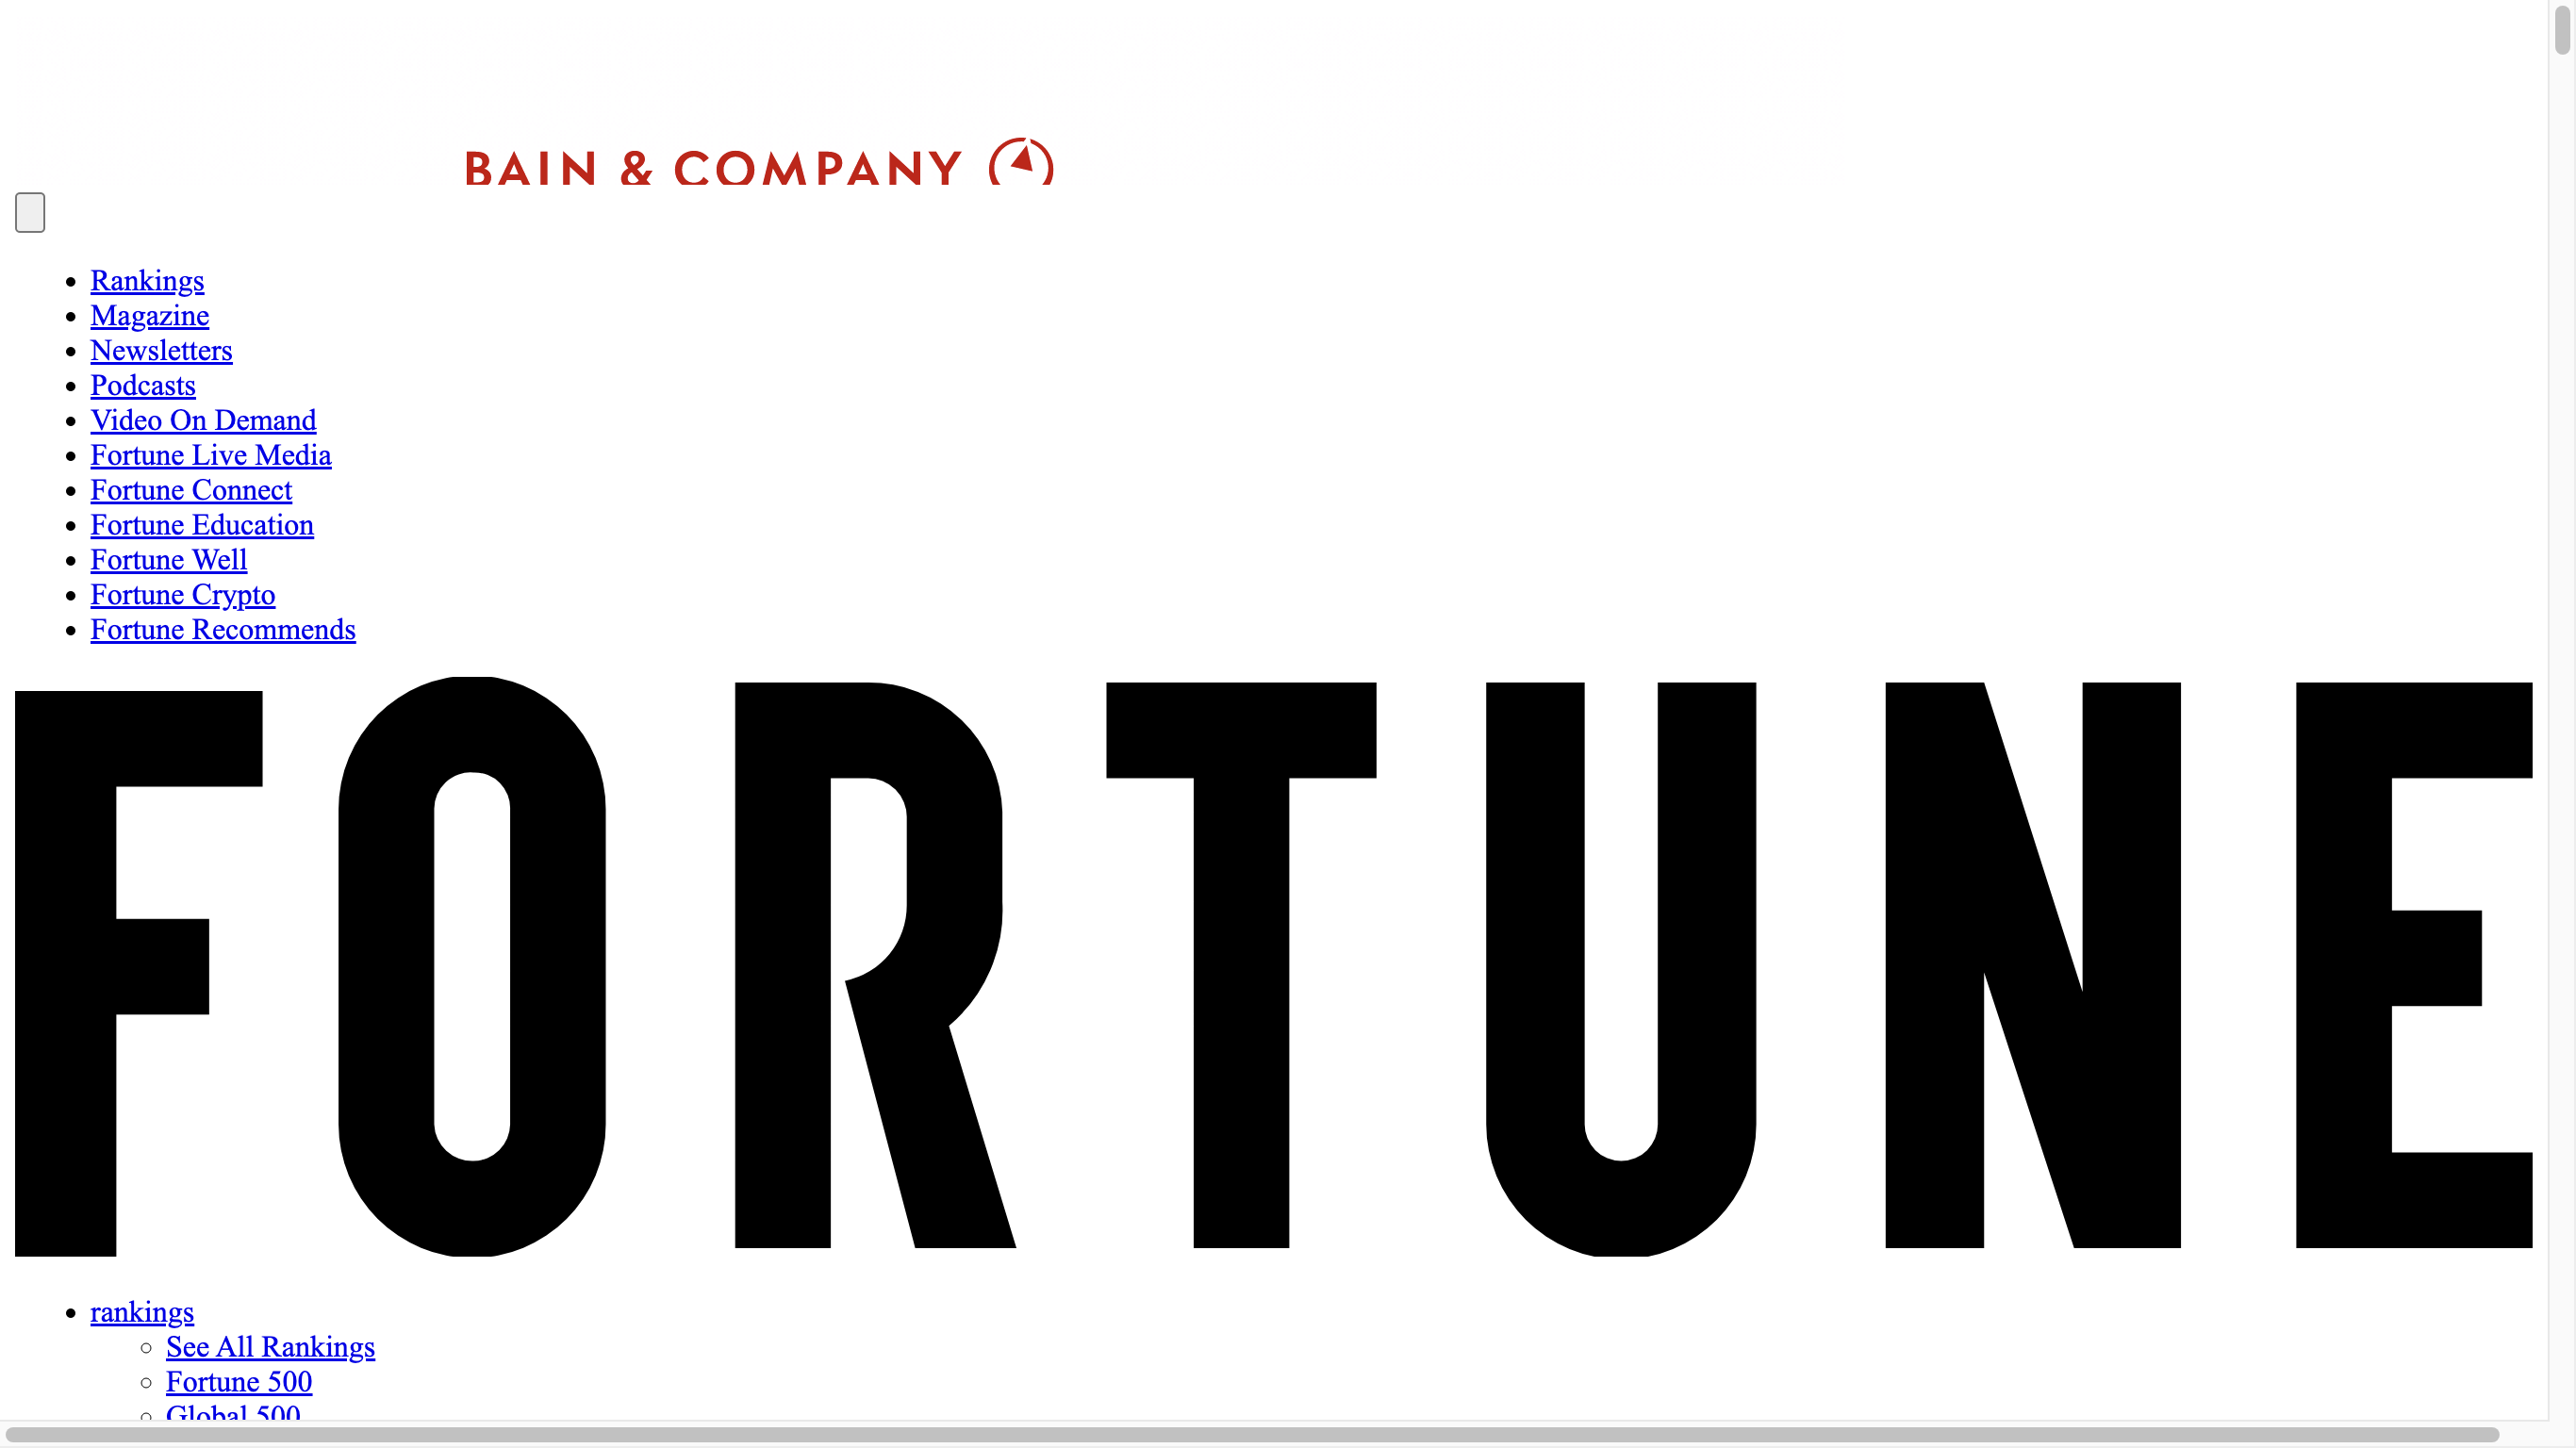 BAIN & COMPANY
Rankings
Magazine
Newsletters
Podcasts
Video On Demand
Fortune Live Media
Fortune Connect
Fortune Education
Fortune Well
Fortune Crypto
Fortune Recommends
FORTUNE
rankings
See All Rankings
Fortune 500
Global 500